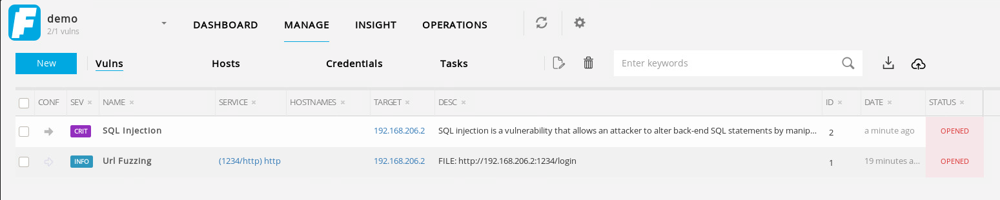 demo
2/1 vulns
DASHBOARD MANAGE INSIGHT OPERATIONS
New Vulns Hosts Credentials Tasks Enter keywords
CONF SEV NAME SERVICE HOSTNAMES TARGET DESC ID DATE STATUS
CRIT SQL Injection 192.168.206.2 SQL injection is a vulnerability that allows an attacker to alter back-end SQL statements by manip... 2 a minute ago OPENED
INFO Url Fuzzing (1234/http) http 192.168.206.2 FILE: http://192.168.206.2:1234/login 1 19 minutes a... OPENED